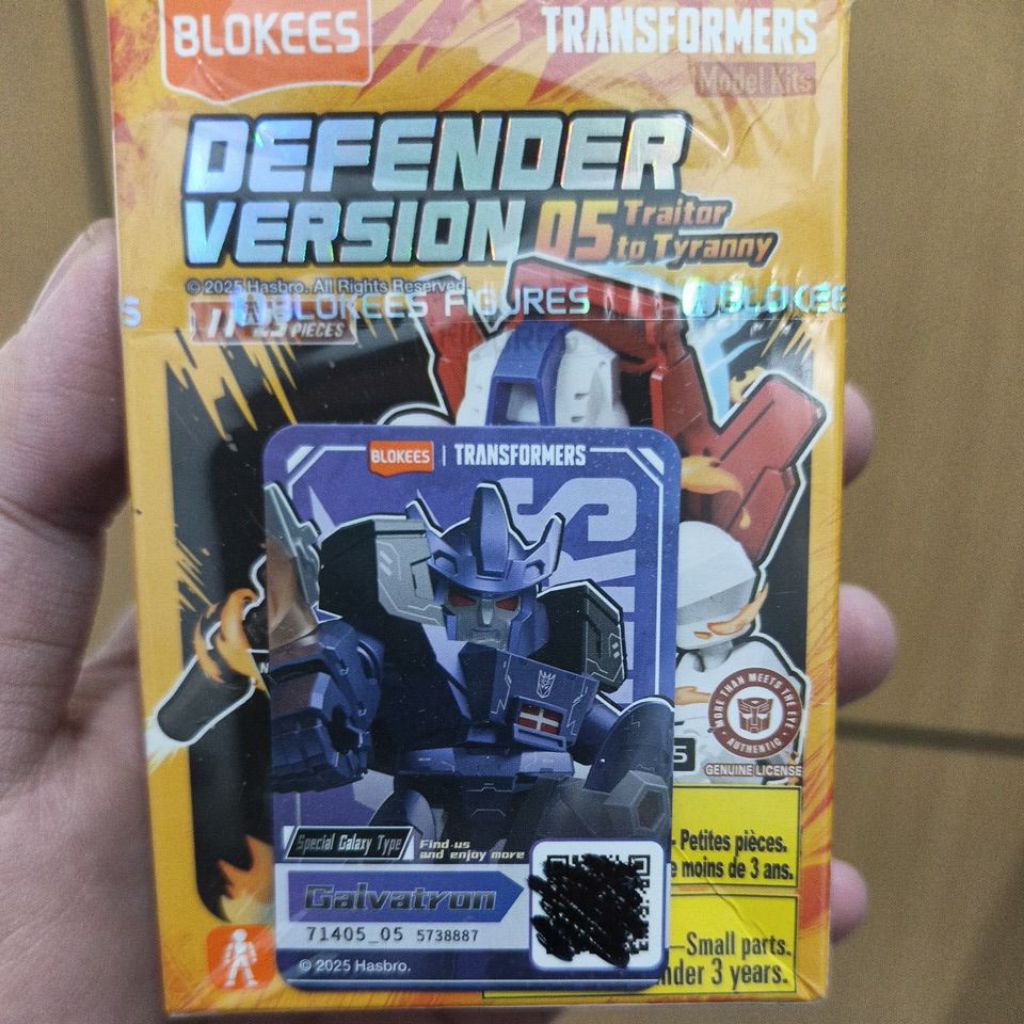 BLOKEES
TRANSFORMERS
Model Kits
DEFENDER
VERSION 05 Traitor
to Tyranny
© 2025 Hasbro. All Rights Reserved
S BLOKEES FIGURES BLOKEE
PIECES
BLOKEES | TRANSFORMERS
MORE THAN MEETS THE EYE
AUTHENTIC
GENUINE LICENSE
Special Galaxy Type
Find us
and enjoy more
Galvatron
71405_05 5738887
© 2025 Hasbro.
- Petites pièces.
e moins de 3 ans.
—Small parts.
nder 3 years.